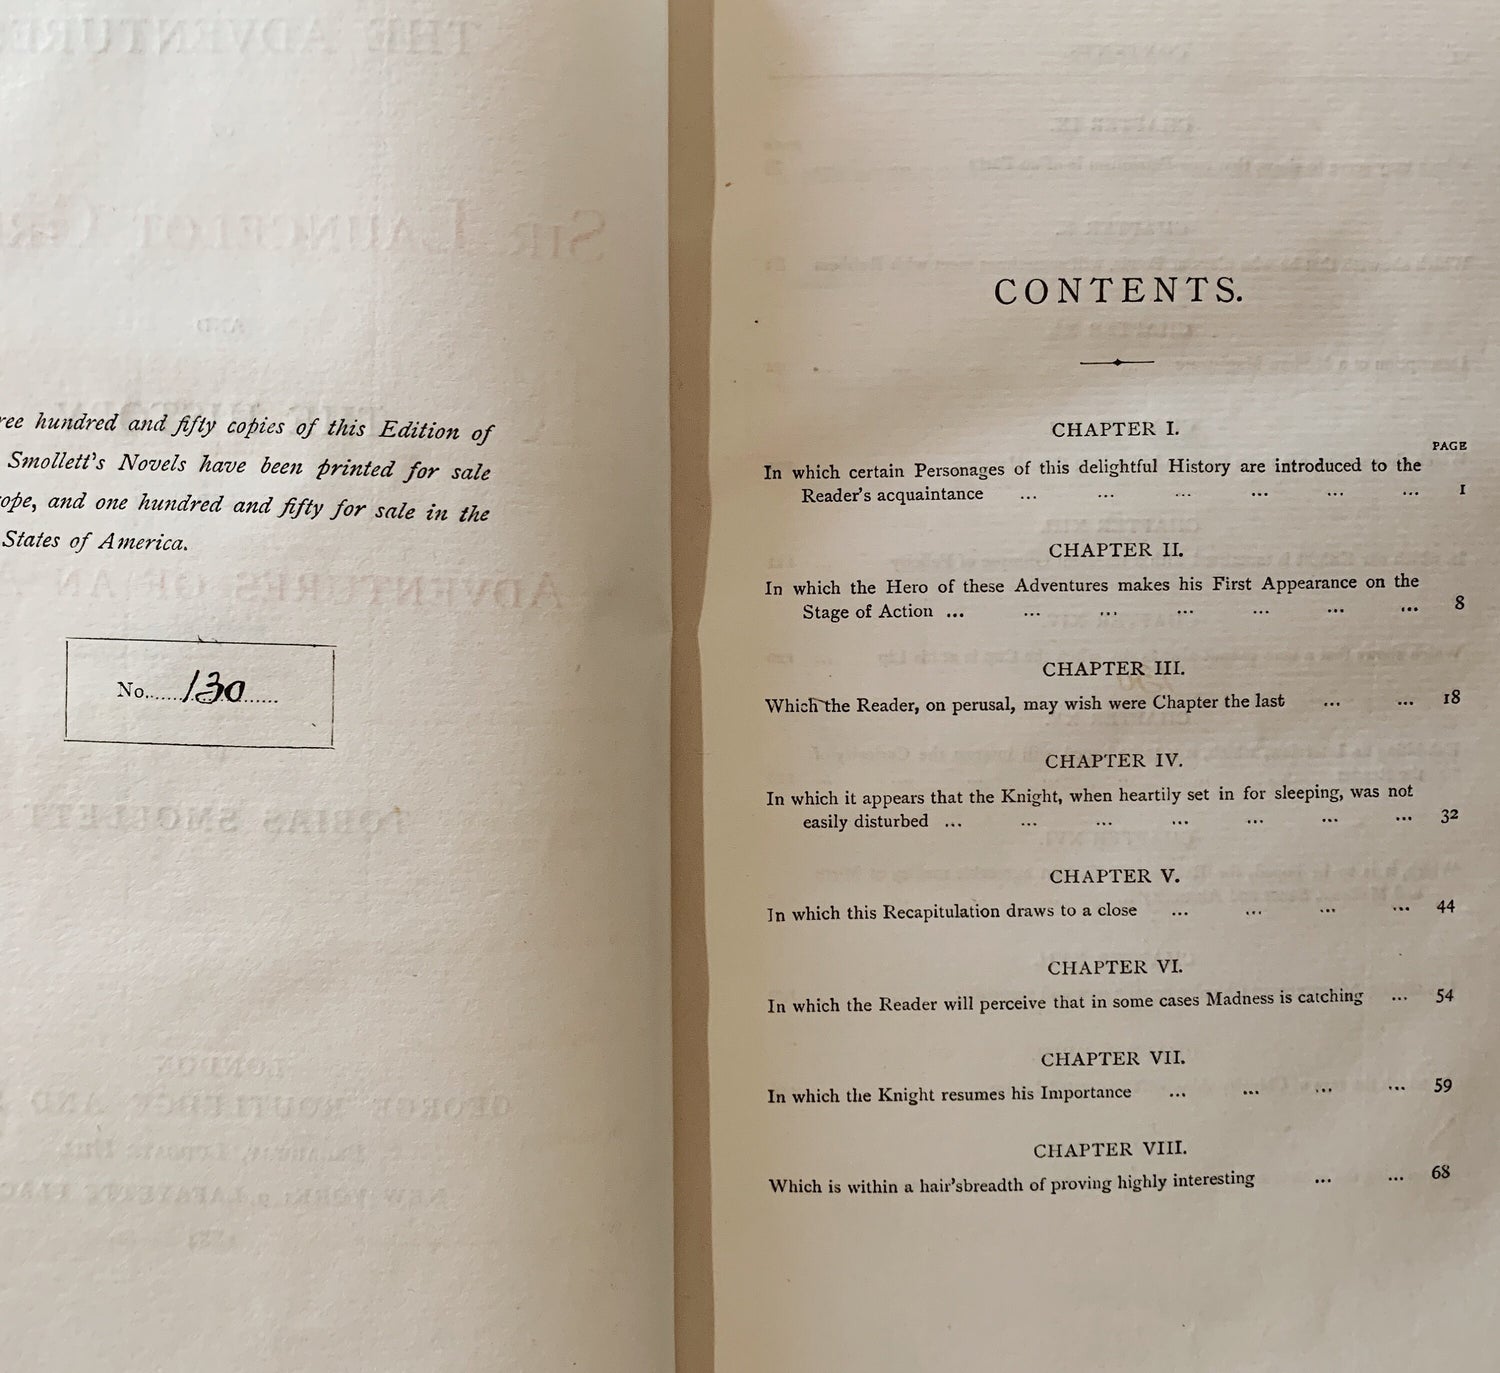 hundred and fifty copies of this Edition of
Smollett's Novels have been printed for sale
and one hundred and fifty for sale in the
States of America.
No......130......
CONTENTS.
CHAPTER I.
PAGE
In which certain Personages of this delightful History are introduced to the
Reader's acquaintance ... ... ... ... ... ... 1
CHAPTER II.
In which the Hero of these Adventures makes his First Appearance on the
Stage of Action ... ... ... ... ... ... ... 8
CHAPTER III.
Which the Reader, on perusal, may wish were Chapter the last ... ... 18
CHAPTER IV.
In which it appears that the Knight, when heartily set in for sleeping, was not
easily disturbed ... ... ... ... ... ... ... 32
CHAPTER V.
In which this Recapitulation draws to a close ... ... ... ... 44
CHAPTER VI.
In which the Reader will perceive that in some cases Madness is catching ... 54
CHAPTER VII.
In which the Knight resumes his Importance ... ... ... ... 59
CHAPTER VIII.
Which is within a hair'sbreadth of proving highly interesting ... ... 68